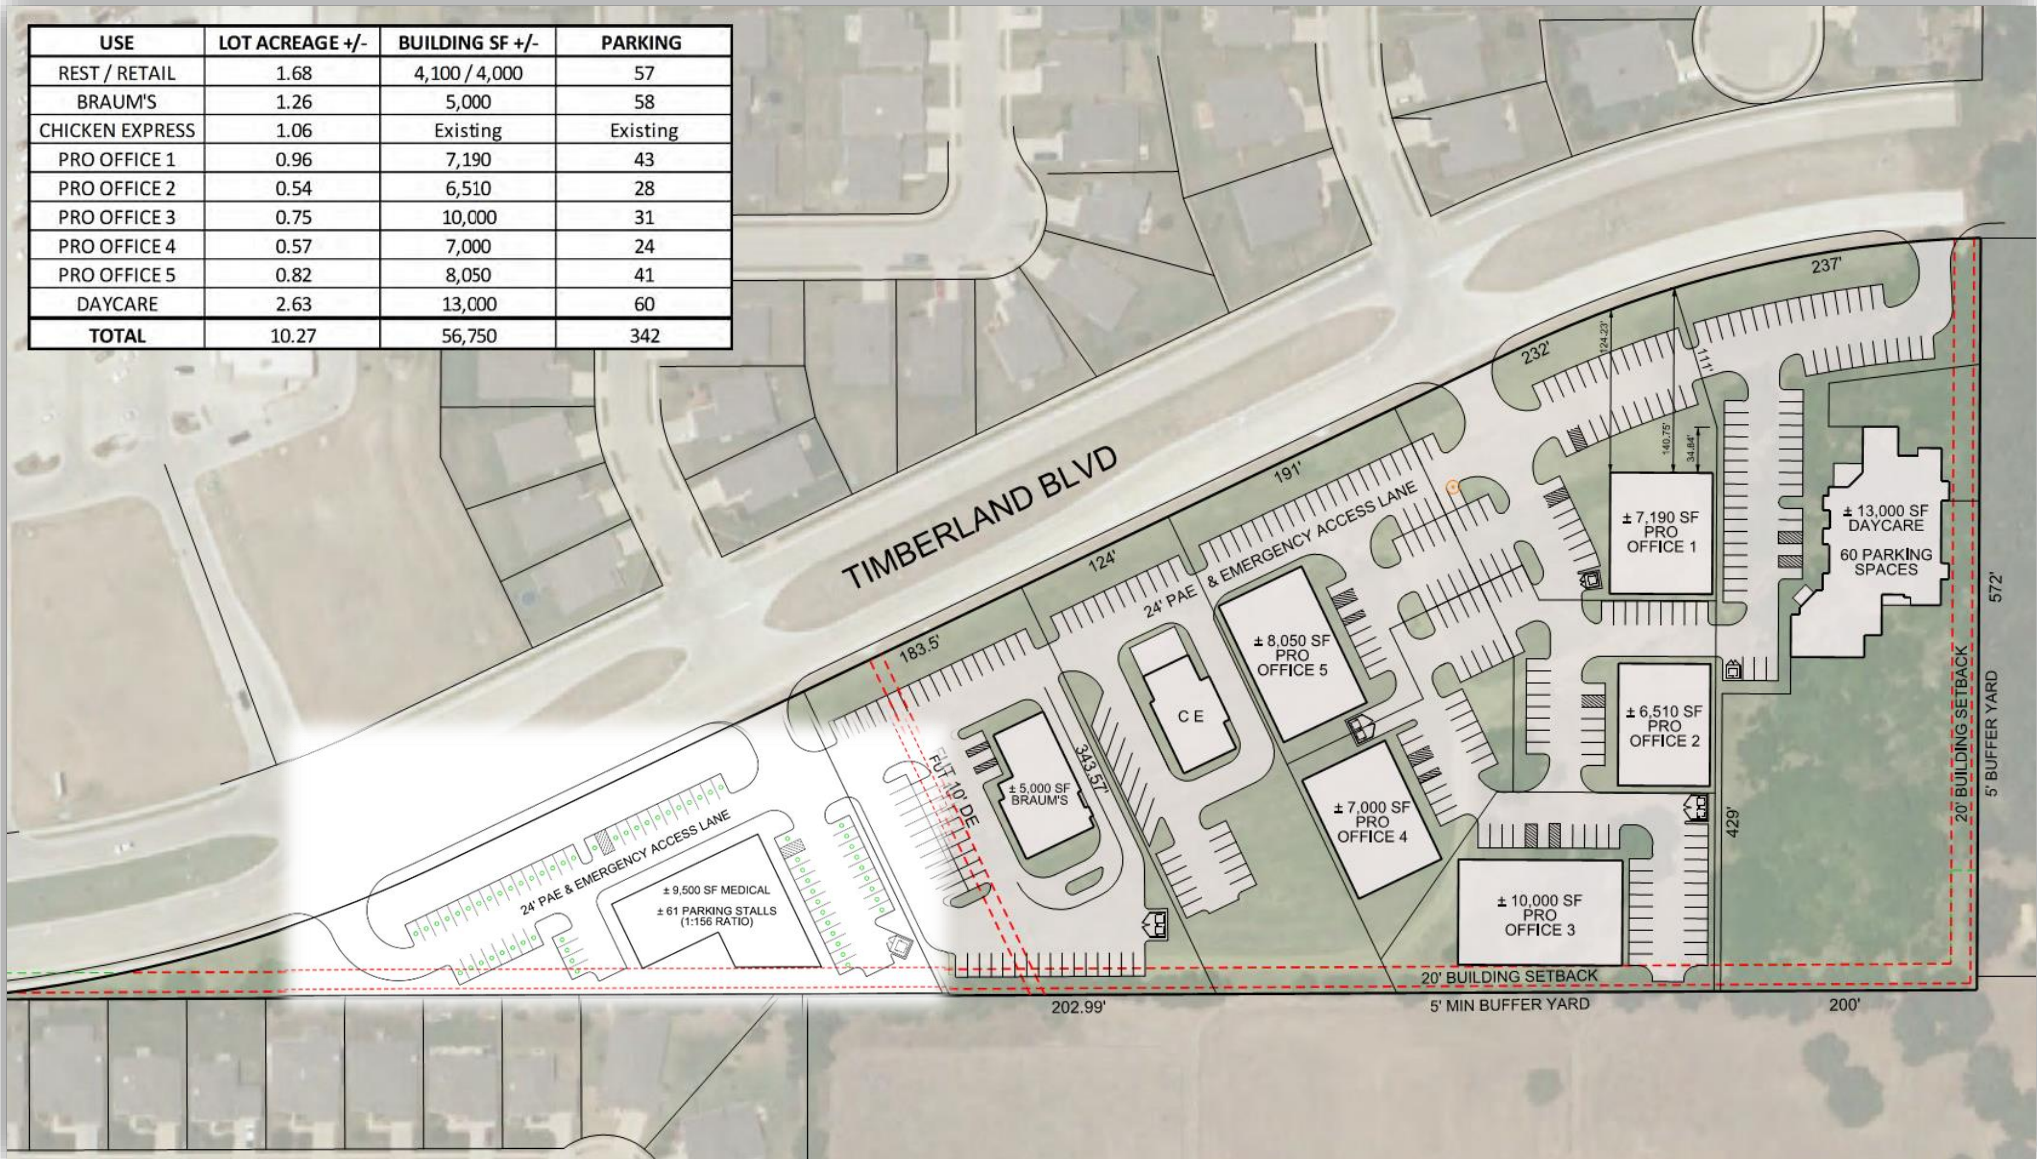 USE LOT ACREAGE +/- BUILDING SF +/- PARKING
REST / RETAIL 1.68 4,100 / 4,000 57
BRAUM'S 1.26 5,000 58
CHICKEN EXPRESS 1.06 Existing Existing
PRO OFFICE 1 0.96 7,190 43
PRO OFFICE 2 0.54 6,510 28
PRO OFFICE 3 0.75 10,000 31
PRO OFFICE 4 0.57 7,000 24
PRO OFFICE 5 0.82 8,050 41
DAYCARE 2.63 13,000 60
TOTAL 10.27 56,750 342
TIMBERLAND BLVD
237'
232'
124.23'
111'
140.75'
34.84'
191'
124'
183.5'
24' PAE & EMERGENCY ACCESS LANE
± 7,190 SF
PRO
OFFICE 1
± 13,000 SF
DAYCARE
60 PARKING
SPACES
572'
± 8,050 SF
PRO
OFFICE 5
± 6,510 SF
PRO
OFFICE 2
C E
343.57'
FUT 10' DE
± 5,000 SF
BRAUM'S
± 7,000 SF
PRO
OFFICE 4
429'
20' BUILDING SETBACK
5' BUFFER YARD
24' PAE & EMERGENCY ACCESS LANE
± 9,500 SF MEDICAL
± 61 PARKING STALLS
(1:156 RATIO)
± 10,000 SF
PRO
OFFICE 3
20' BUILDING SETBACK
202.99'
5' MIN BUFFER YARD
200'